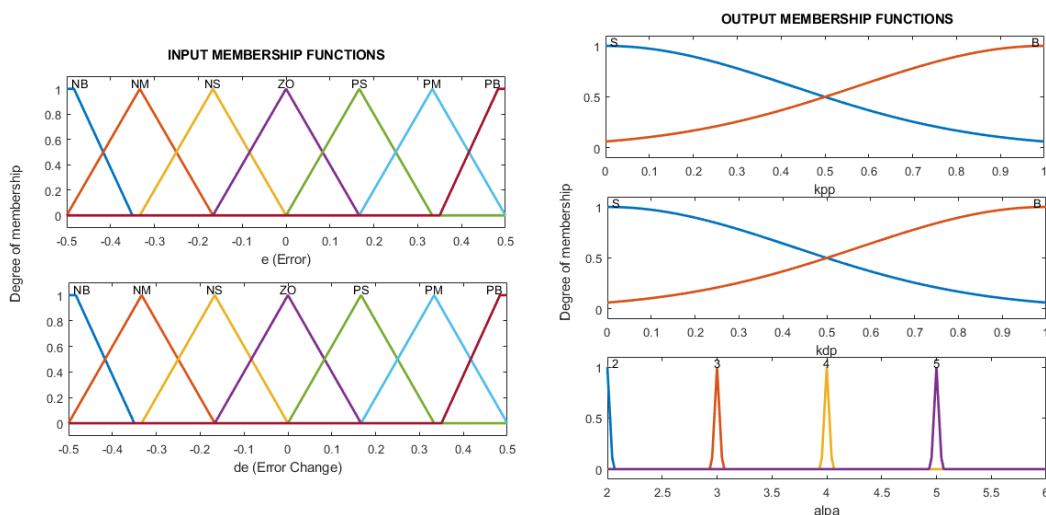 INPUT MEMBERSHIP FUNCTIONS
NB NM NS ZO PS PM PB
1
0.8
0.6
0.4
0.2
0
-0.5 -0.4 -0.3 -0.2 -0.1 0 0.1 0.2 0.3 0.4 0.5
e (Error)
Degree of membership
NB NM NS ZO PS PM PB
1
0.8
0.6
0.4
0.2
0
-0.5 -0.4 -0.3 -0.2 -0.1 0 0.1 0.2 0.3 0.4 0.5
de (Error Change)
OUTPUT MEMBERSHIP FUNCTIONS
S B
1
0.5
0
0 0.1 0.2 0.3 0.4 0.5 0.6 0.7 0.8 0.9 1
kpp
Degree of membership
S B
1
0.5
0
0 0.1 0.2 0.3 0.4 0.5 0.6 0.7 0.8 0.9 1
kdp
2 3 4 5
1
0.5
0
2 2.5 3 3.5 4 4.5 5 5.5 6
alpa